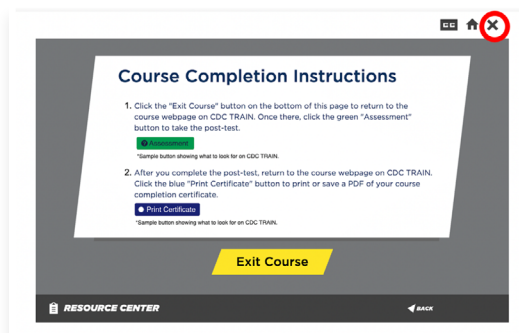 CC
Course Completion Instructions
1. Click the "Exit Course" button on the bottom of this page to return to the
course webpage on CDC TRAIN. Once there, click the green "Assessment"
button to take the post-test.
Assessment
*Sample button showing what to look for on CDC TRAIN.
2. After you complete the post-test, return to the course webpage on CDC TRAIN.
Click the blue "Print Certificate" button to print or save a PDF of your course
completion certificate.
Print Certificate
*Sample button showing what to look for on CDC TRAIN.
Exit Course
RESOURCE CENTER
BACK